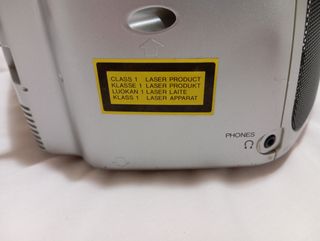 CLASS 1 LASER PRODUCT
KLASSE 1 LASER PRODUKT
LUOKAN 1 LASER LAITE
KLASS 1 LASER APPARAT
PHONES